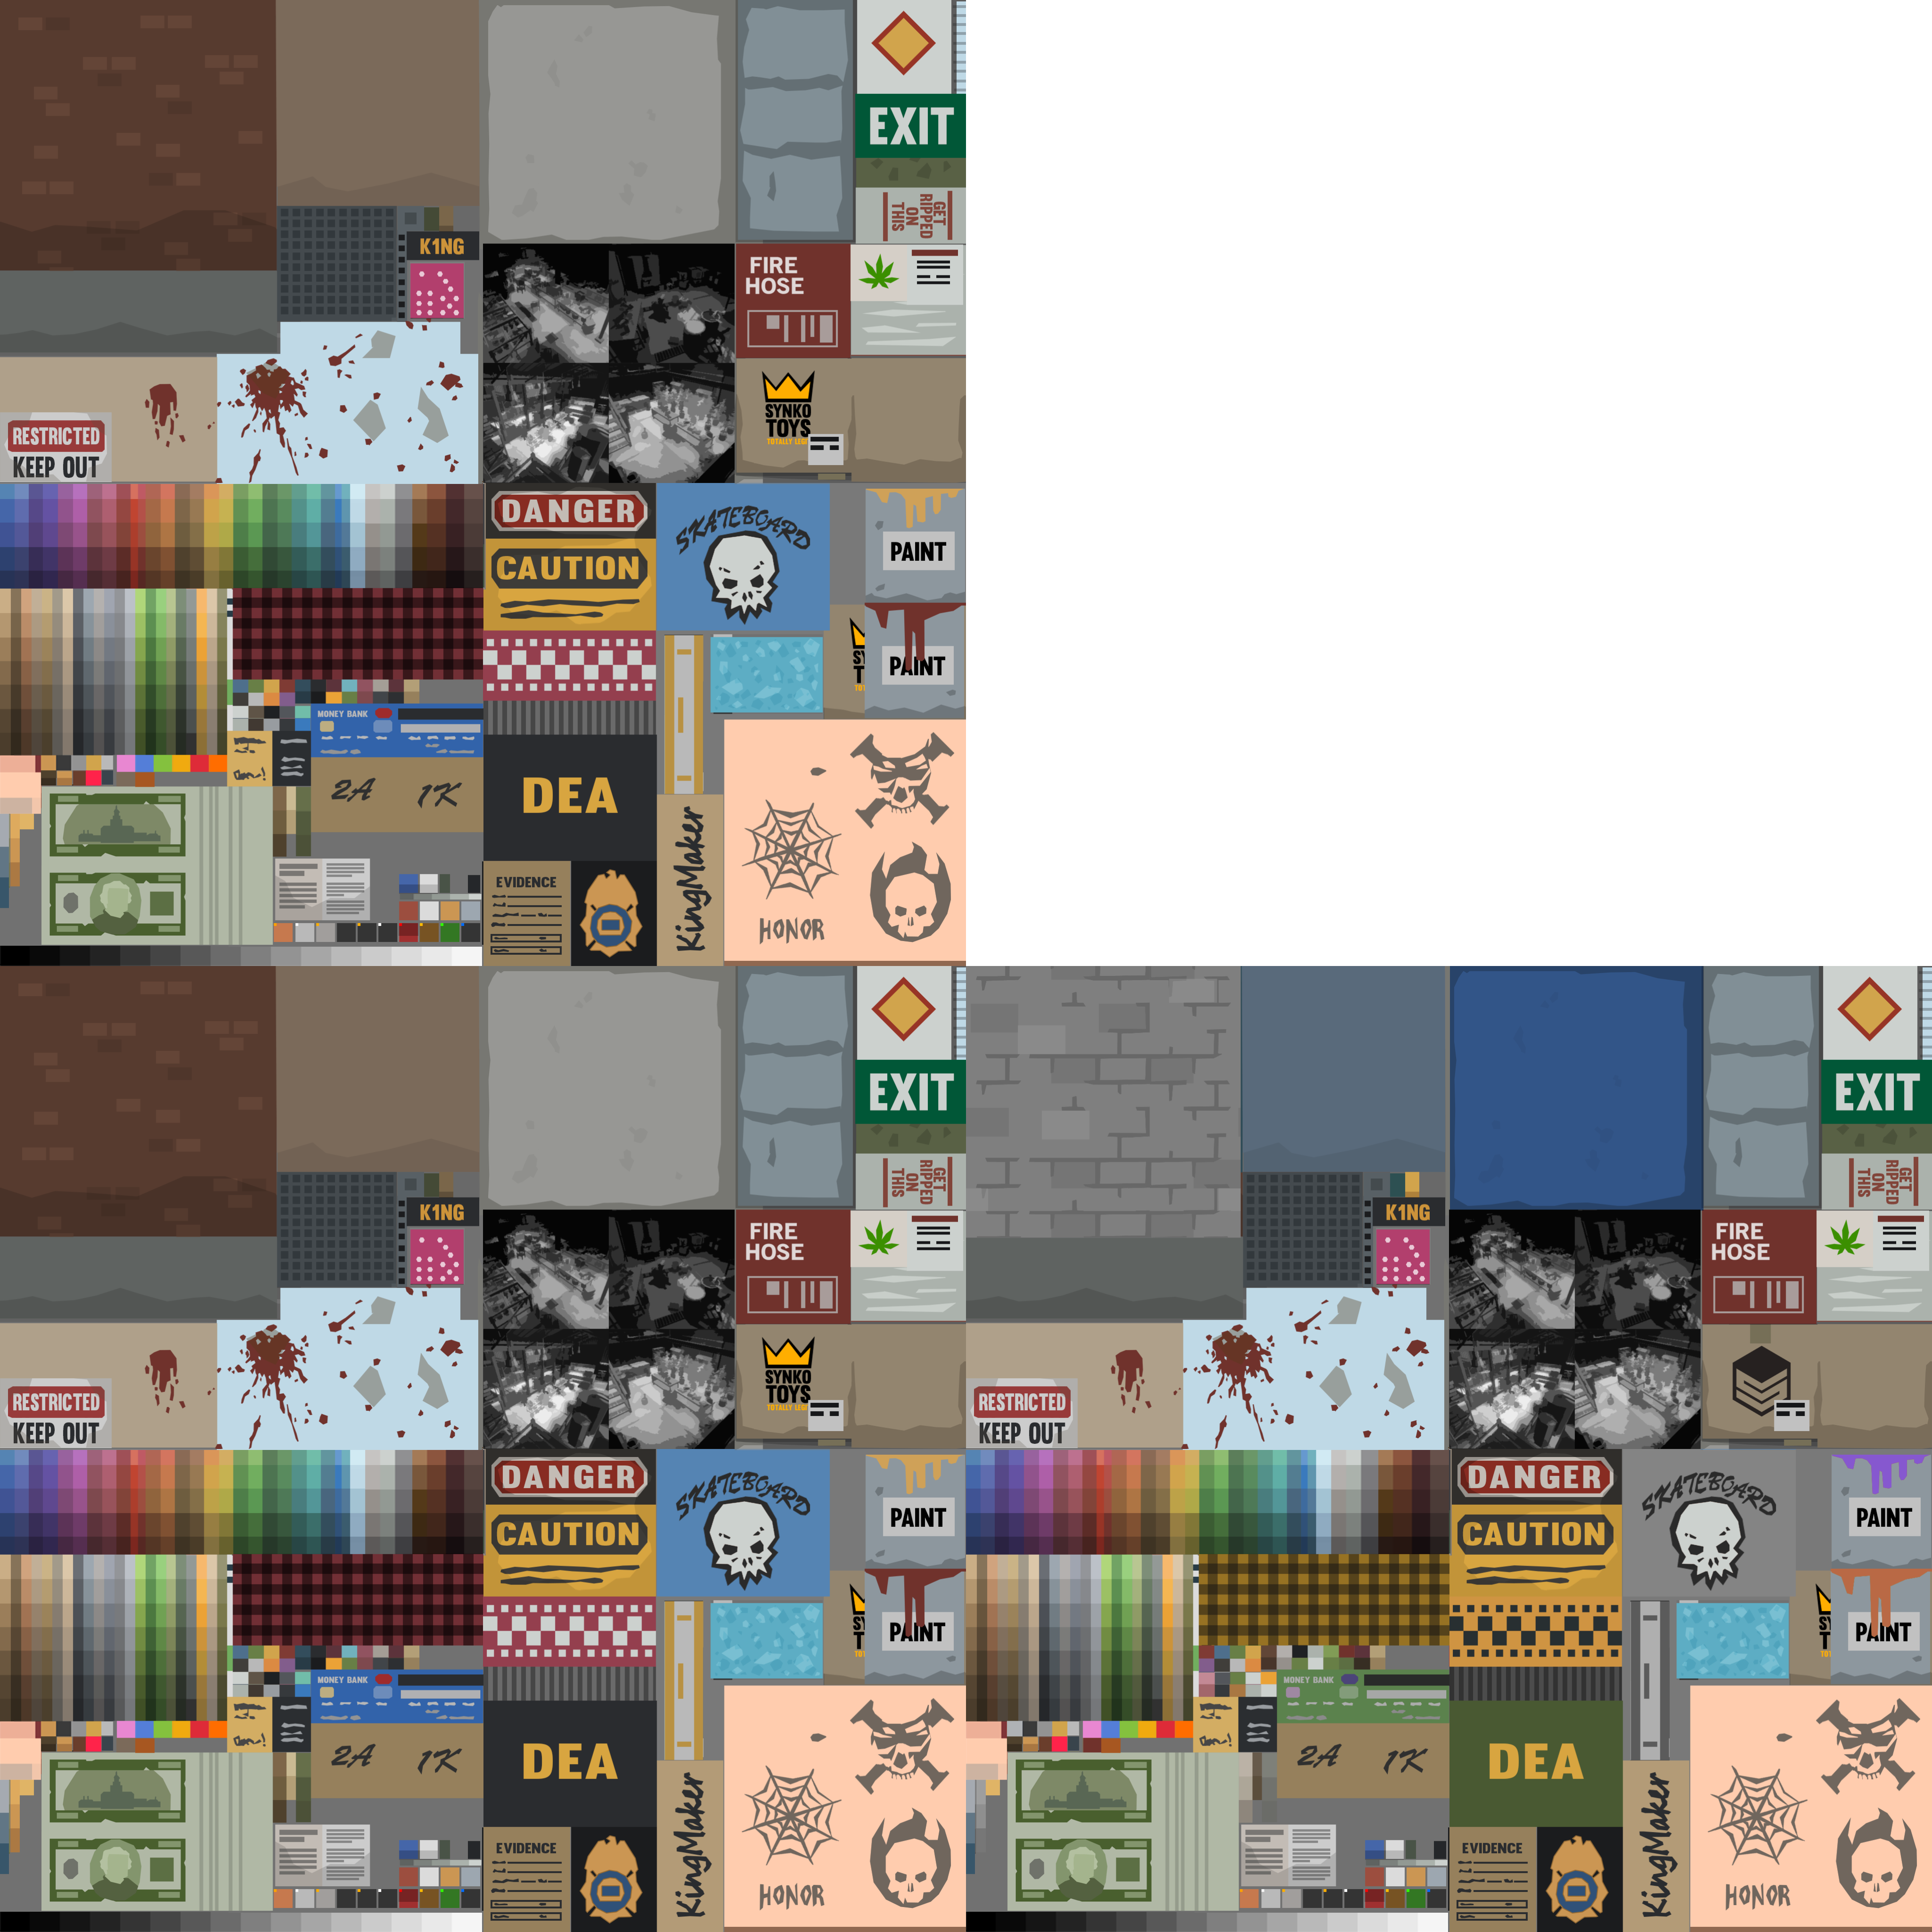 EXIT
GET
RIPPED
ON
THIS
K1NG
FIRE
HOSE
SYNKO
TOYS
TOTALLY LEG
RESTRICTED
KEEP OUT
DANGER
CAUTION
SKATEBOARD
PAINT
PAINT
MONEY BANK
2A 1K
DEA
EVIDENCE
KingMaker
HONOR
EXIT
GET
RIPPED
ON
THIS
K1NG
FIRE
HOSE
SYNKO
TOYS
TOTALLY LEG
RESTRICTED
KEEP OUT
DANGER
CAUTION
SKATEBOARD
PAINT
PAINT
MONEY BANK
2A 1K
DEA
EVIDENCE
KingMaker
HONOR
EXIT
GET
RIPPED
ON
THIS
K1NG
FIRE
HOSE
RESTRICTED
KEEP OUT
DANGER
CAUTION
SKATEBOARD
PAINT
PAINT
MONEY BANK
2A 1K
DEA
EVIDENCE
KingMaker
HONOR